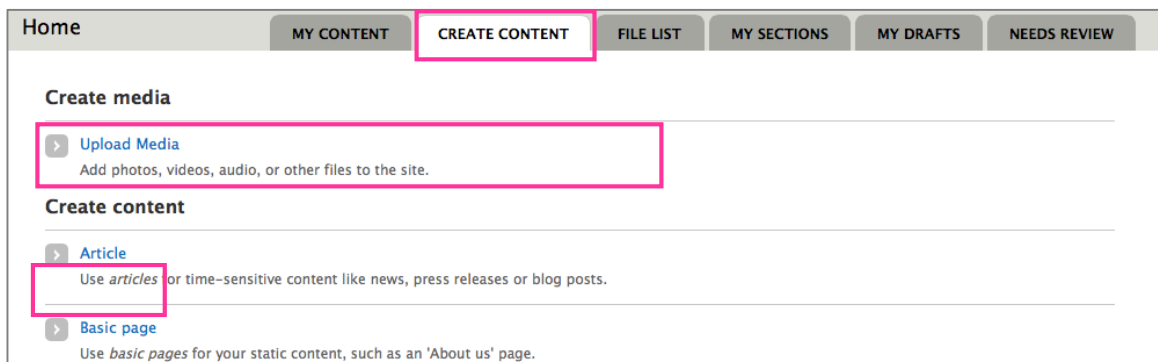 Home
MY CONTENT CREATE CONTENT FILE LIST MY SECTIONS MY DRAFTS NEEDS REVIEW
Create media
Upload Media
Add photos, videos, audio, or other files to the site.
Create content
Article
Use articles for time-sensitive content like news, press releases or blog posts.
Basic page
Use basic pages for your static content, such as an 'About us' page.